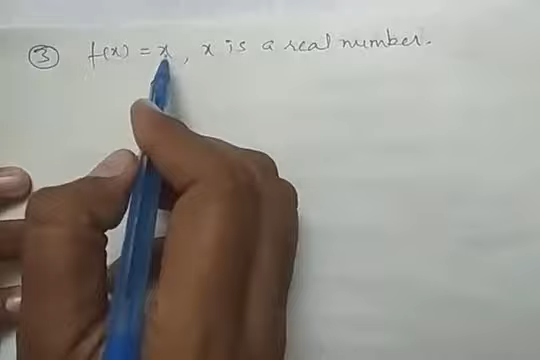 ③ f(x) = x, x is a real number.